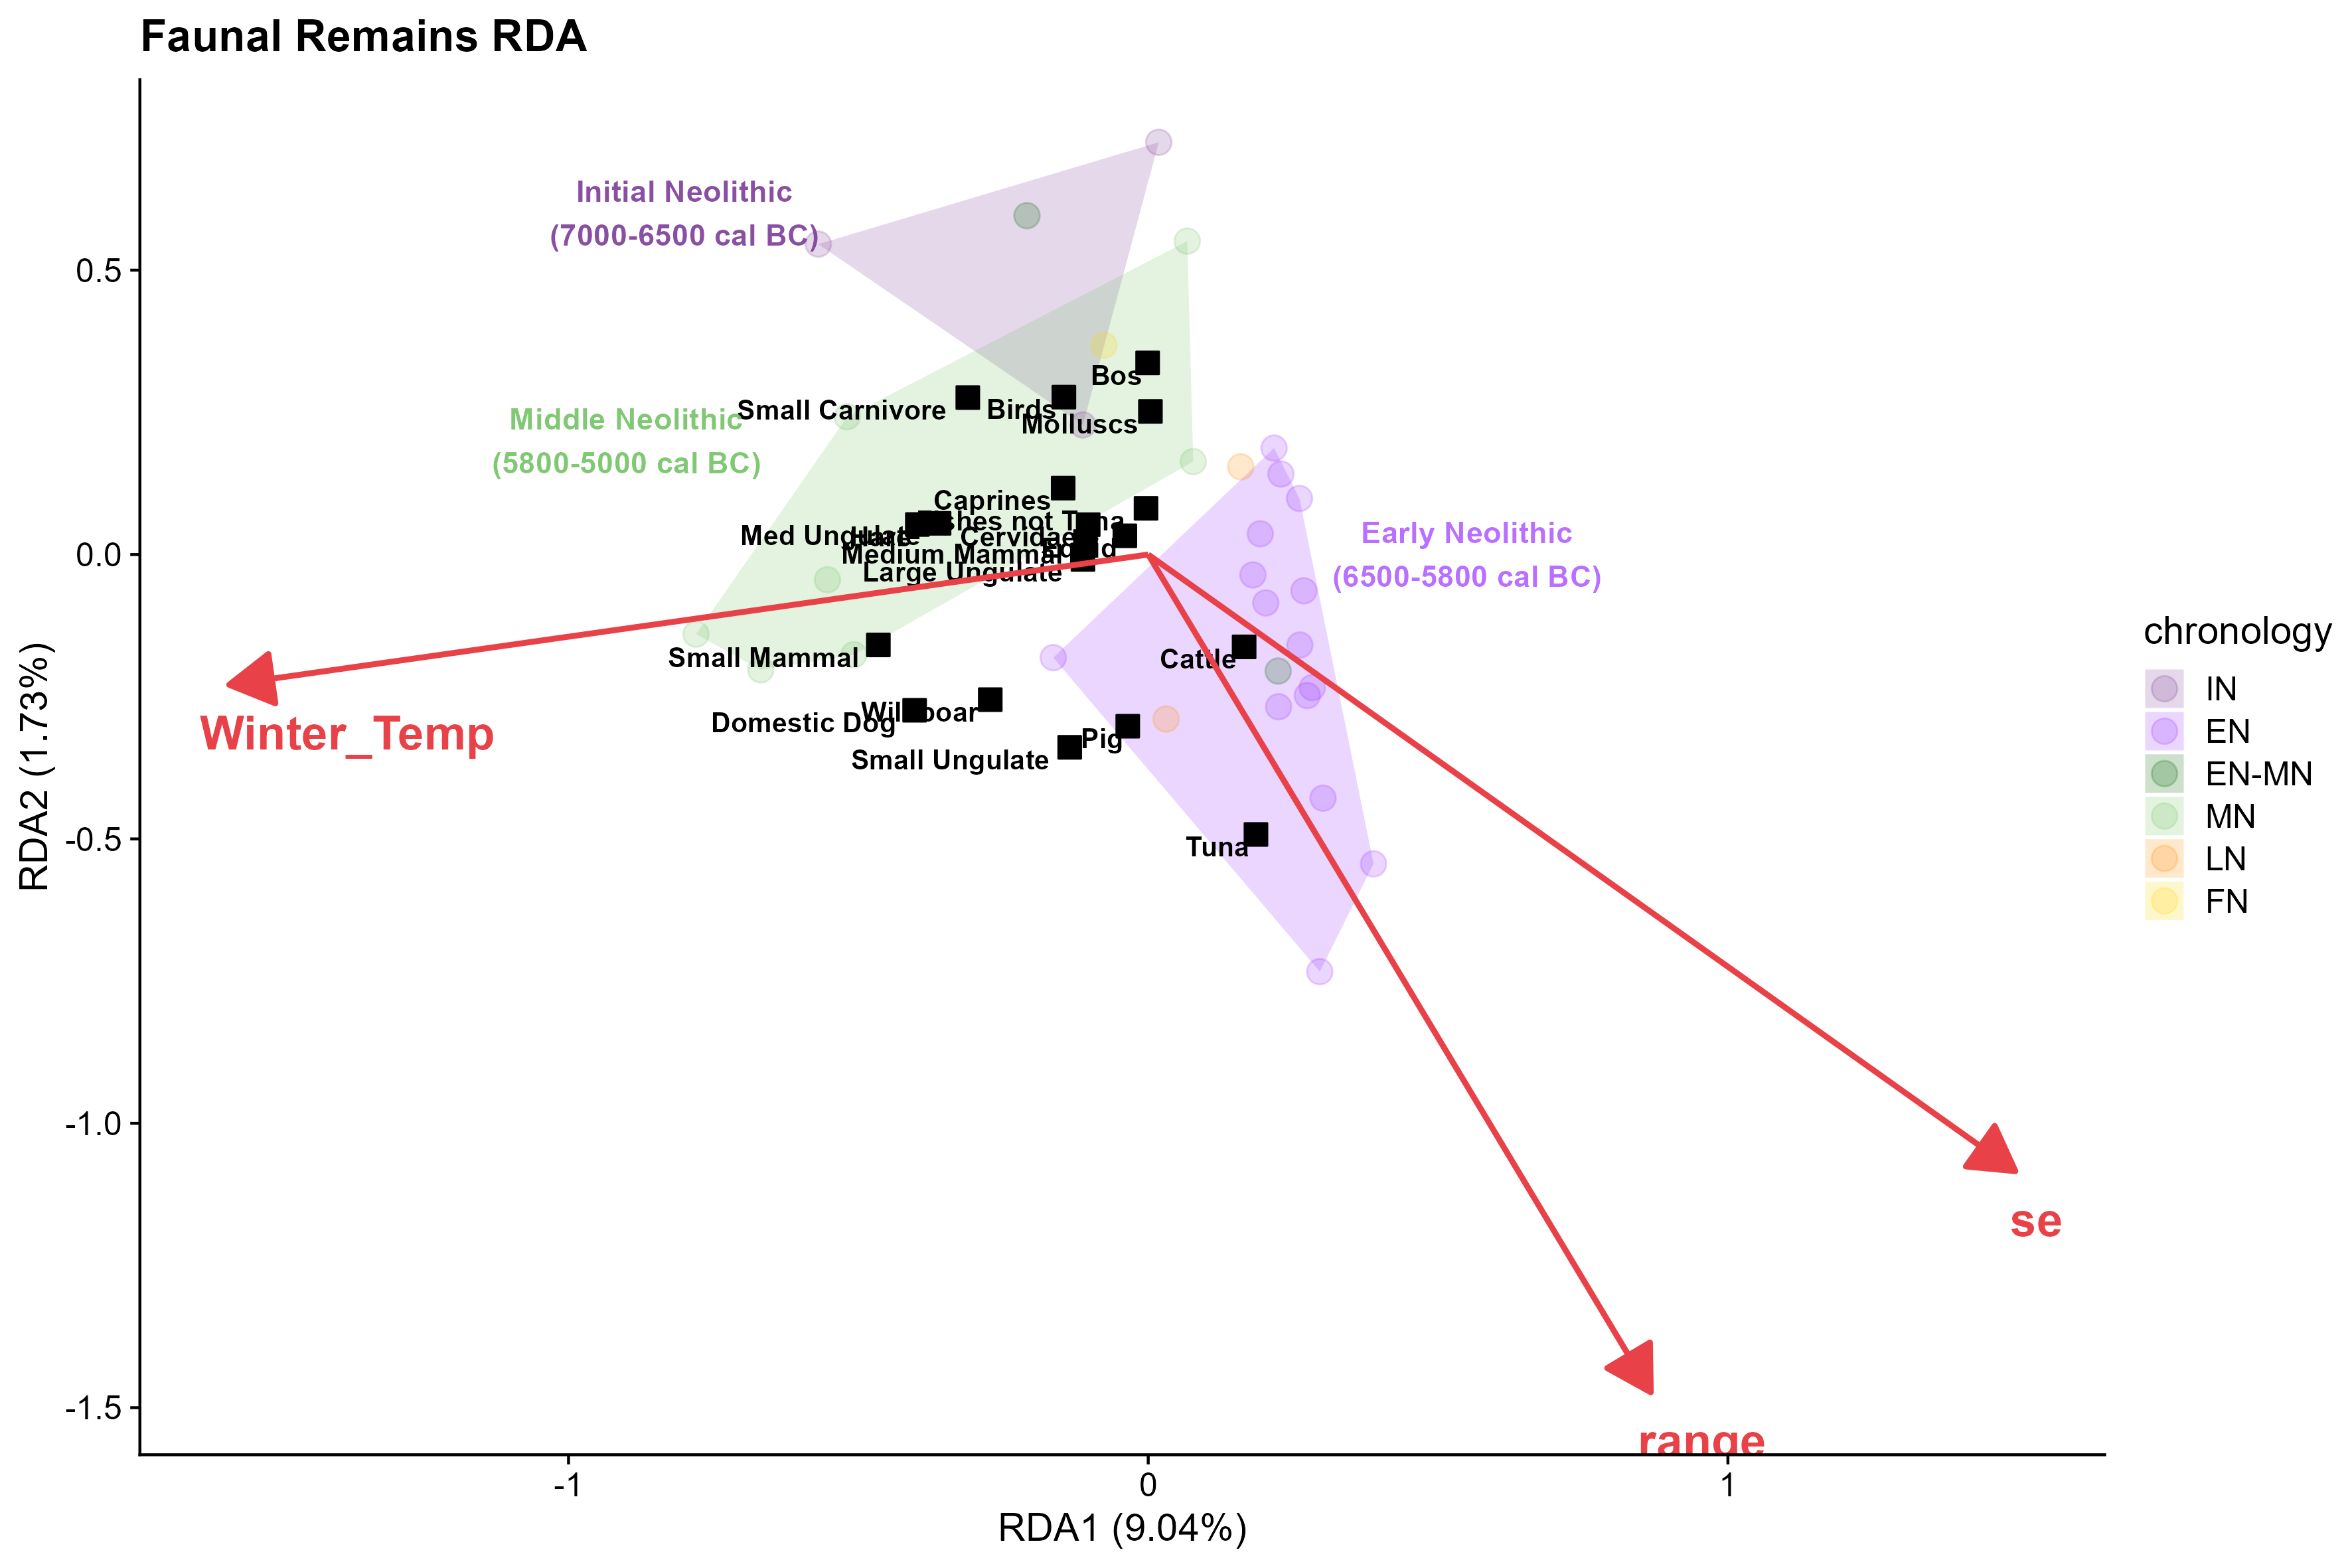 Faunal Remains RDA
Initial Neolithic
(7000-6500 cal BC)
Middle Neolithic
(5800-5000 cal BC)
Early Neolithic
(6500-5800 cal BC)
Bos
Small Carnivore
Birds
Molluscs
Caprines
not Tuna
Med Ungulate
Cervidae
Medium Mammal
Large Ungulate
Small Mammal
Cattle
Domestic Dog
Wild boar
Pig
Small Ungulate
Tuna
Winter_Temp
se
range
0.5
0.0
-0.5
-1.0
-1.5
-1
0
1
RDA1 (9.04%)
RDA2 (1.73%)
chronology
IN
EN
EN-MN
MN
LN
FN